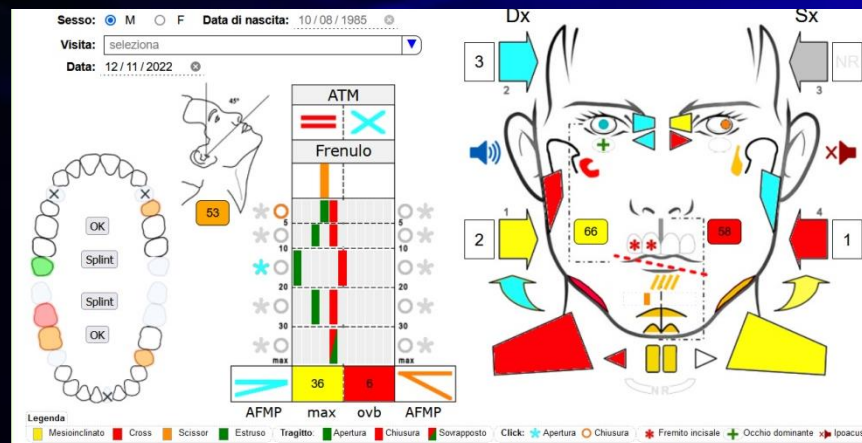 Sesso: M F Data di nascita: 10 / 08 / 1985
Visita: seleziona
Data: 12 / 11 / 2022
Dx Sx
3 NR
2 3
45°
ATM
Frenulo
53
5
10
20
30
max
OK
Splint
Splint
OK
1 4
2 66 58 1
36 6
AFMP max ovb AFMP
NR
Legenda
Mesioinclinato Cross Scissor Estruso Tragitto: Apertura Chiusura Sovrapposto Click: Apertura Chiusura Fremito incisale Occhio dominante Ipoacus